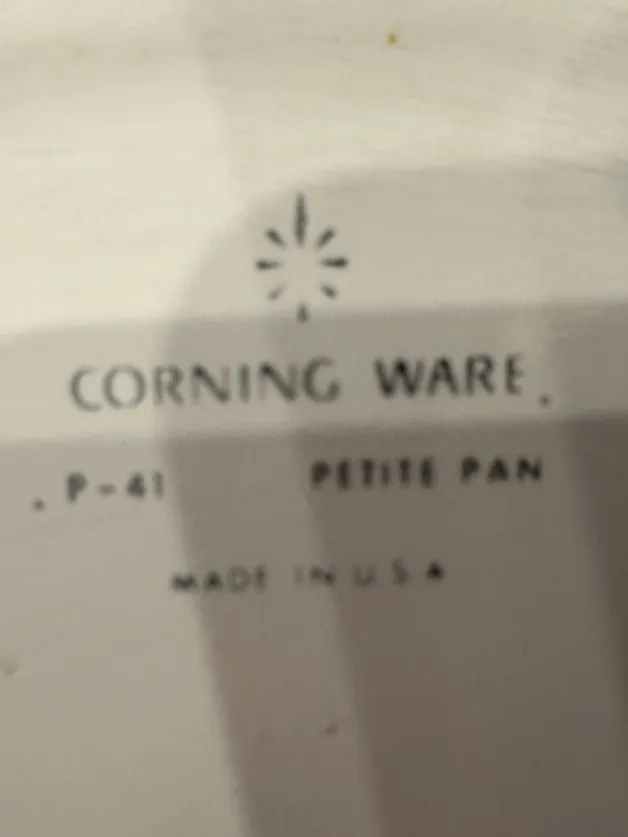 CORNING WARE.
. P-41 PETITE PAN
MADE IN U.S.A